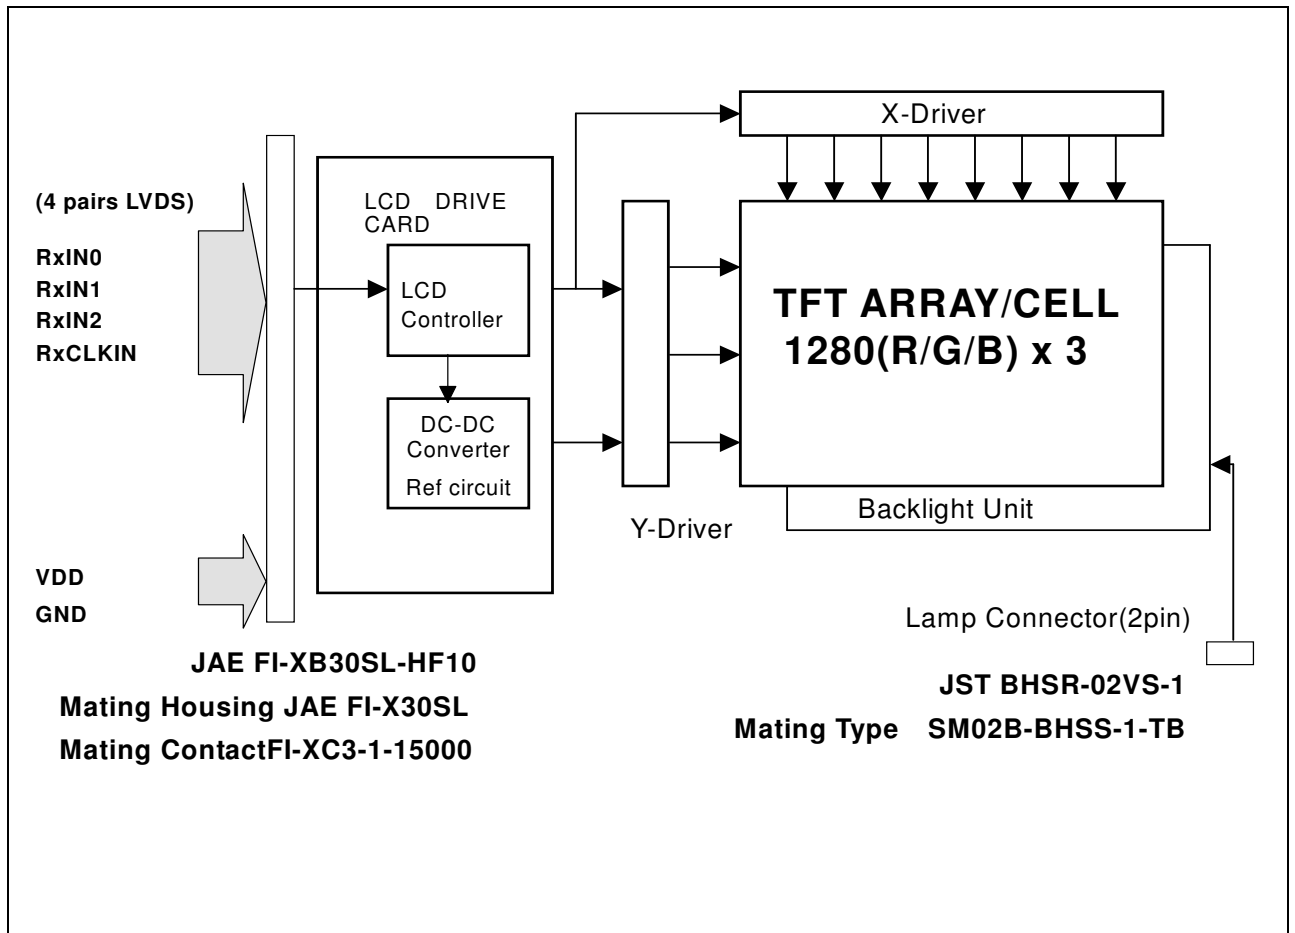 X-Driver
(4 pairs LVDS)
RxIN0
RxIN1
RxIN2
RxCLKIN
LCD DRIVE
CARD
LCD
Controller
DC-DC
Converter
Ref circuit
TFT ARRAY/CELL
1280(R/G/B) x 3
Y-Driver
Backlight Unit
VDD
GND
JAE FI-XB30SL-HF10
Mating Housing JAE FI-X30SL
Mating ContactFI-XC3-1-15000
Lamp Connector(2pin)
JST BHSR-02VS-1
Mating Type SM02B-BHSS-1-TB